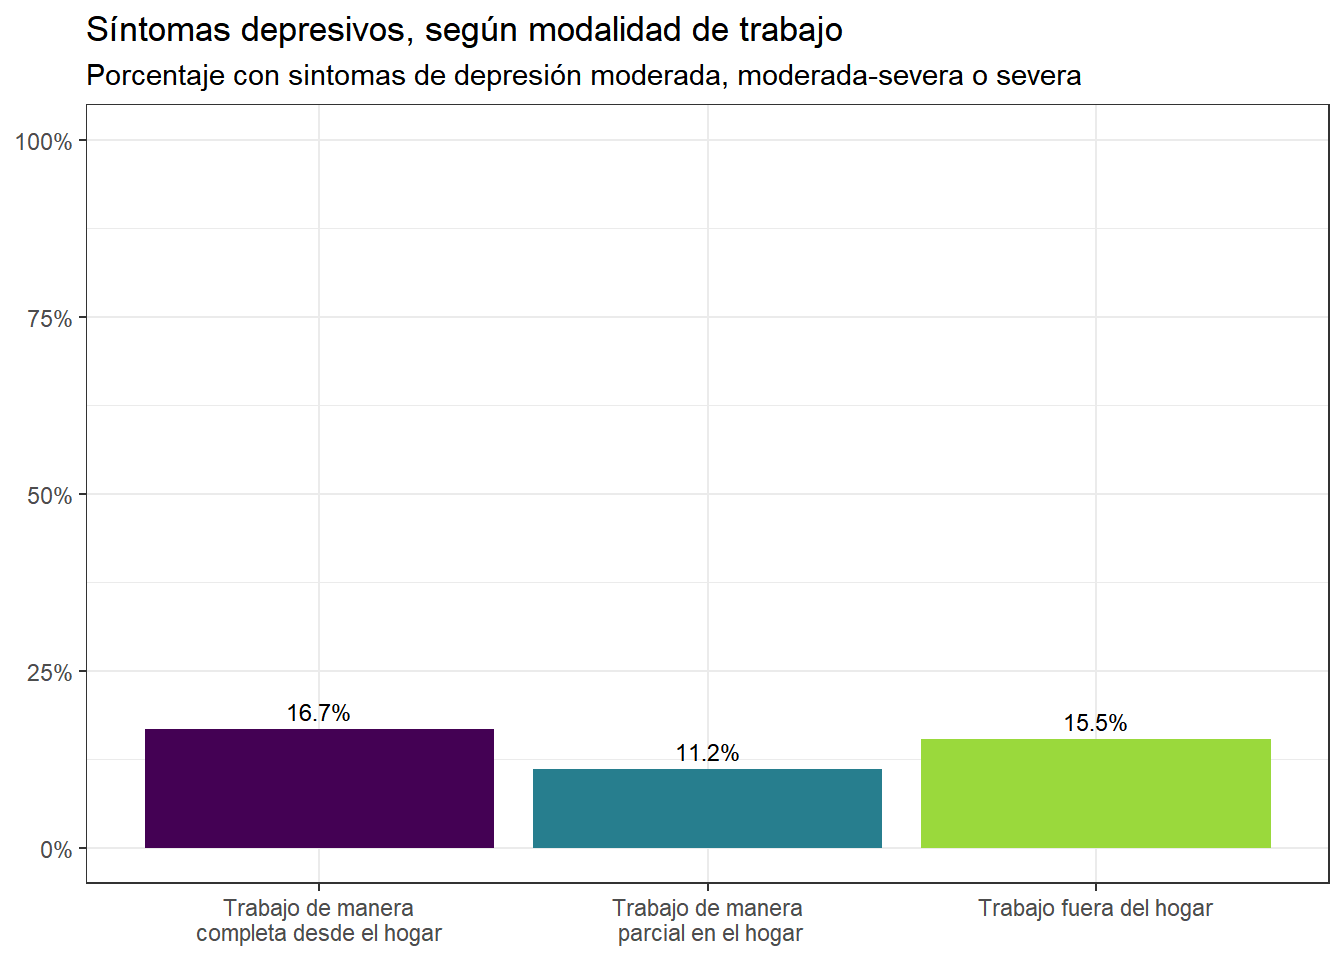 Síntomas depresivos, según modalidad de trabajo
Porcentaje con sintomas de depresión moderada, moderada-severa o severa
100%
75%
50%
25%
0%
16.7%
11.2%
15.5%
Trabajo de manera
completa desde el hogar
Trabajo de manera
parcial en el hogar
Trabajo fuera del hogar